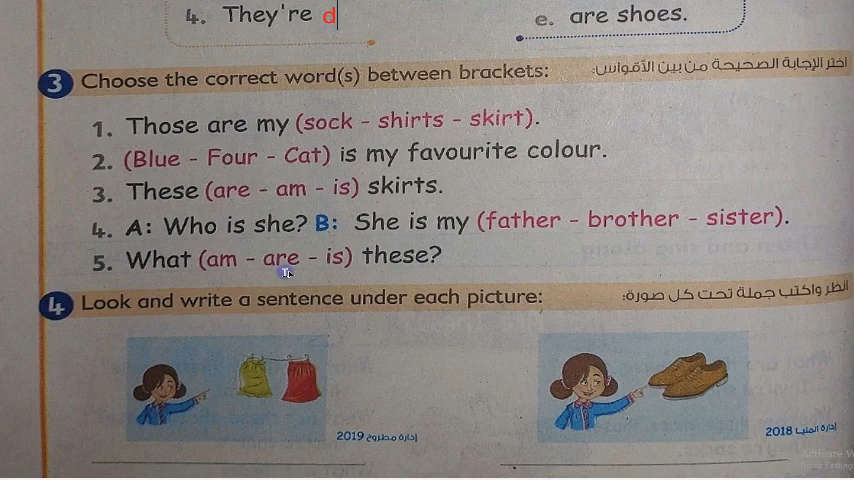 4. They're d
e. are shoes.
3 Choose the correct word(s) between brackets: اختر الإجابة الصحيحة من بين الأقواس:
1. Those are my (sock - shirts - skirt).
2. (Blue - Four - Cat) is my favourite colour.
3. These (are - am - is) skirts.
4. A: Who is she? B: She is my (father - brother - sister).
5. What (am - are - is) these?
4 Look and write a sentence under each picture: انظر واكتب جملة تحت كل صورة:
إدارة مطروح 2019
إدارة المنيا 2018
Activate W